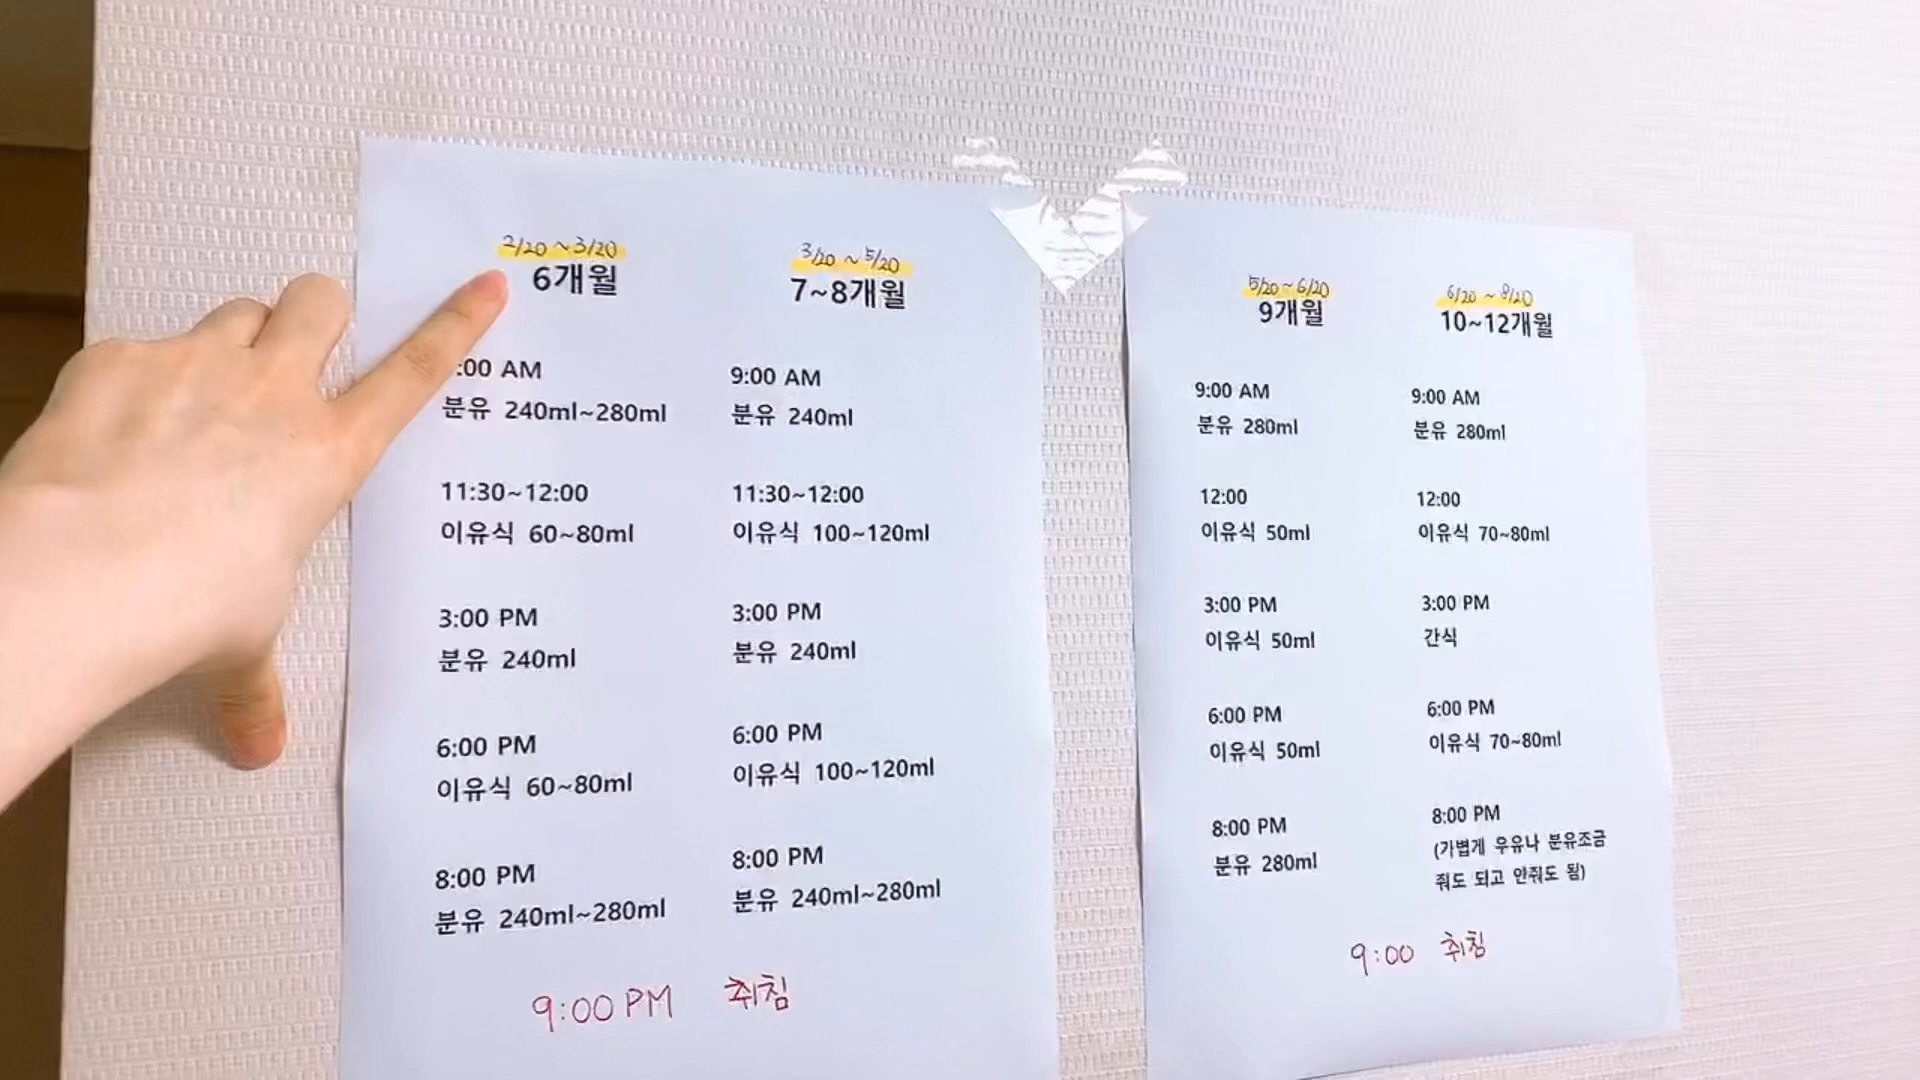 2/20 ~ 3/20
6개월
:00 AM
분유 240ml~280ml
11:30~12:00
이유식 60~80ml
3:00 PM
분유 240ml
6:00 PM
이유식 60~80ml
8:00 PM
분유 240ml~280ml
3/20 ~ 5/20
7~8개월
9:00 AM
분유 240ml
11:30~12:00
이유식 100~120ml
3:00 PM
분유 240ml
6:00 PM
이유식 100~120ml
8:00 PM
분유 240ml~280ml
9:00 PM 취침
5/20 ~ 6/20
9개월
9:00 AM
분유 280ml
12:00
이유식 50ml
3:00 PM
이유식 50ml
6:00 PM
이유식 50ml
8:00 PM
분유 280ml
6/20 ~ 8/20
10~12개월
9:00 AM
분유 280ml
12:00
이유식 70~80ml
3:00 PM
간식
6:00 PM
이유식 70~80ml
8:00 PM
(가볍게 우유나 분유조금
줘도 되고 안줘도 됨)
9:00 취침